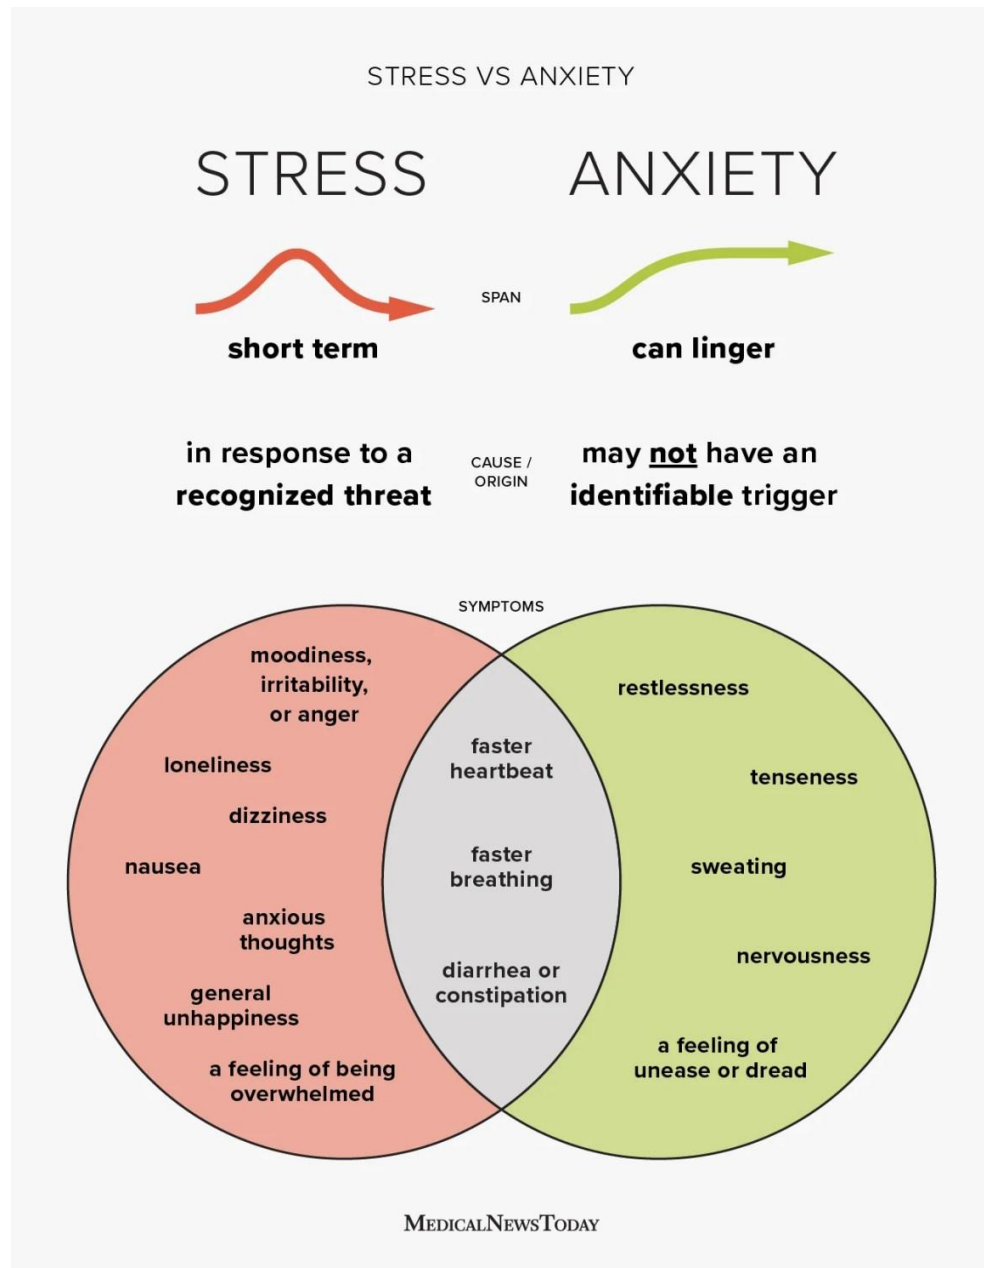 STRESS VS ANXIETY
STRESS
ANXIETY
SPAN
short term
can linger
in response to a
recognized threat
CAUSE /
ORIGIN
may not have an
identifiable trigger
SYMPTOMS
moodiness,
irritability,
or anger
loneliness
dizziness
nausea
anxious
thoughts
general
unhappiness
a feeling of being
overwhelmed
faster
heartbeat
faster
breathing
diarrhea or
constipation
restlessness
tenseness
sweating
nervousness
a feeling of
unease or dread
MEDICALNEWSTODAY